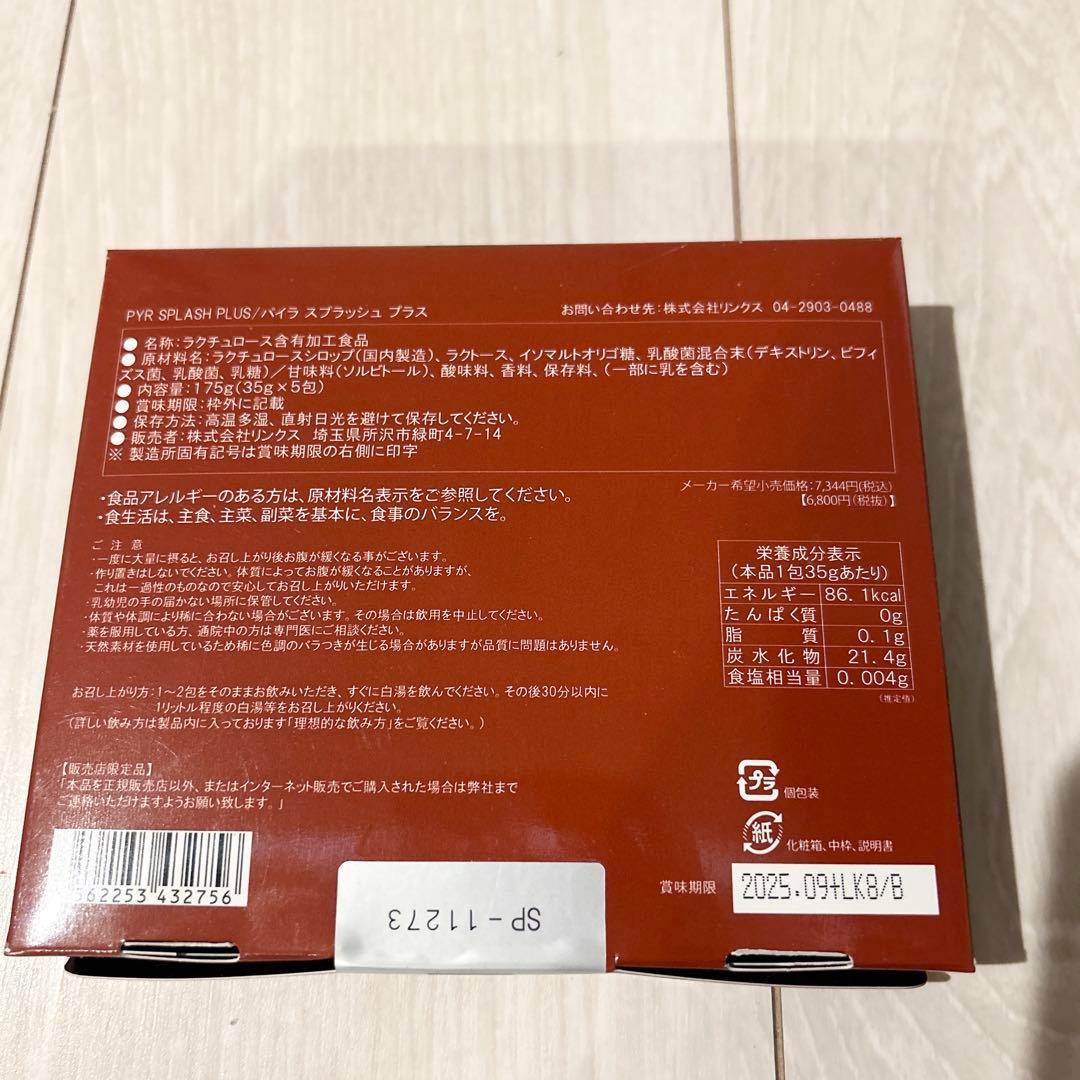 PYR SPLASH PLUS/パイラ スプラッシュ プラス
お問い合わせ先:株式会社リンクス 04-2903-0488
● 名称:ラクチュロース含有加工食品
● 原材料名:ラクチュロースシロップ(国内製造)、ラクトース、イソマルトオリゴ糖、乳酸菌混合末(デキストリン、ビフィ
ズス菌、乳酸菌、乳糖)/甘味料(ソルビトール)、酸味料、香料、保存料、(一部に乳を含む)
● 内容量:175g(35g×5包)
● 賞味期限:枠外に記載
● 保存方法:高温多湿、直射日光を避けて保存してください。
● 販売者:株式会社リンクス 埼玉県所沢市緑町4-7-14
※ 製造所固有記号は賞味期限の右側に印字
メーカー希望小売価格:7,344円(税込)
【6,800円(税抜)】
・食品アレルギーのある方は、原材料名表示をご参照してください。
・食生活は、主食、主菜、副菜を基本に、食事のバランスを。
ご 注 意
・一度に大量に摂ると、お召し上がり後お腹が緩くなる事がございます。
・作り置きはしないでください。体質によってお腹が緩くなることがありますが、
これは一過性のものなので安心してお召し上がりいただけます。
・乳幼児の手の届かない場所に保管してください。
・体質や体調により稀に合わない場合がございます。その場合は飲用を中止してください。
・薬を服用している方、通院中の方は専門医にご相談ください。
・天然素材を使用しているため稀に色調のバラつきが生じる場合がありますが品質に問題はありません。
栄養成分表示
(本品1包35gあたり)
エネルギー 86.1kcal
たんぱく質 0g
脂 質 0.1g
炭水化物 21.4g
食塩相当量 0.004g
(推定値)
お召し上がり方:1〜2包をそのままお飲みいただき、すぐに白湯を飲んでください。その後30分以内に
1リットル程度の白湯等をお召し上がりください。
(詳しい飲み方は製品内に入っております「理想的な飲み方」をご覧ください。)
【販売店限定品】
「本品を正規販売店以外、またはインターネット販売でご購入された場合は弊社まで
ご連絡いただけますようお願い致します。」
プラ 個包装
紙 化粧箱、中枠、説明書
562253 432756
賞味期限 2025.09+LK8/B
SP-11273